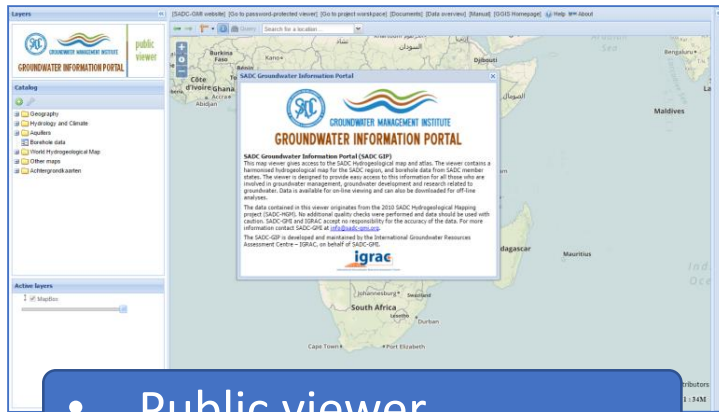 Layers
[SADC-GMI website] [Go to password-protected viewer] [Go to project workspace] [Documents] [Data overview] [Manual] [GGIS Homepage] Help About
Search for a location...
GROUNDWATER MANAGEMENT INSTITUTE
GROUNDWATER INFORMATION PORTAL
public
viewer
Catalog
Geography
Hydrology and Climate
Aquifers
Borehole data
World Hydrogeological Map
Other maps
Achtergrondkaarten
Active layers
MapBox
Burkina
Faso
Kano
السودان
Djibouti
Bengaluru
Côte
d'Ivoire
Ghana
Benin
Accra
Abidjan
الصومال
Maldives
SADC Groundwater Information Portal
GROUNDWATER MANAGEMENT INSTITUTE
GROUNDWATER INFORMATION PORTAL
SADC Groundwater Information Portal (SADC GIP)
This map viewer gives access to the SADC Hydrogeological map and atlas. The viewer contains a
harmonised hydrogeological map for the SADC region, and borehole data from SADC member
states. The viewer is designed to provide easy access to this information for all those who are
involved in groundwater management, groundwater development and research related to
groundwater. Data is available for on-line viewing and can also be downloaded for off-line
analyses.
The data contained in this viewer originates from the 2010 SADC Hydrogeological Mapping
project (SADC-HGM). No additional quality checks were performed and data should be used with
caution. SADC-GMI and IGRAC accept no responsibility for the accuracy of the data. For more
information contact SADC-GMI at info@sadc-gmi.org.
The SADC-GIP is developed and maintained by the International Groundwater Resources
Assessment Centre – IGRAC, on behalf of SADC-GMI.
igrac
dagascar
Mauritius
Ind
Oce
Johannesburg
Swaziland
South Africa
Lesotho
Durban
Cape Town
Port Elizabeth
tributors
1 : 34M
• Public viewer